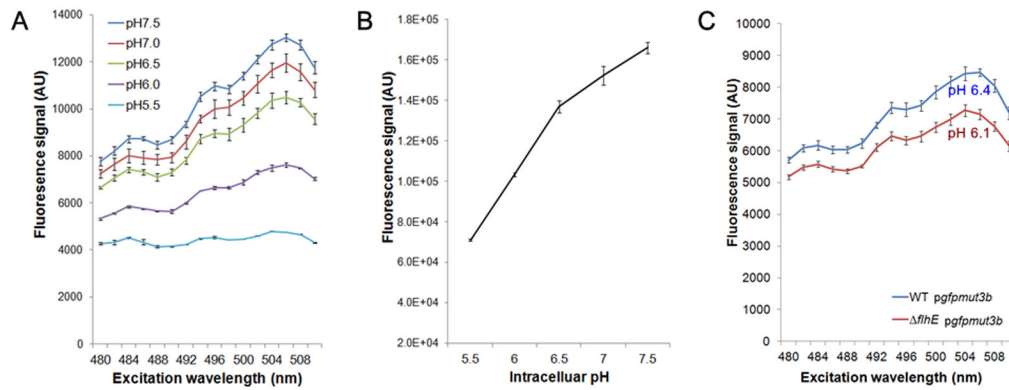 A
Fluoresence signal (AU)
14000
12000
10000
8000
6000
4000
2000
0
pH7.5
pH7.0
pH6.5
pH6.0
pH5.5
480 484 488 492 496 500 504 508
Excitation wavelength (nm)
B
Fluorescence signal (AU)
1.8E+05
1.6E+05
1.4E+05
1.2E+05
1.0E+05
8.0E+04
6.0E+04
4.0E+04
2.0E+04
5.5 6 6.5 7 7.5
Intracelluar pH
C
Fluorescence signal (AU)
10000
9000
8000
7000
6000
5000
4000
3000
2000
1000
0
pH 6.4
pH 6.1
WT pgfpmut3b
ΔflhE pgfpmut3b
480 484 488 492 496 500 504 508
Excitation wavelength (nm)